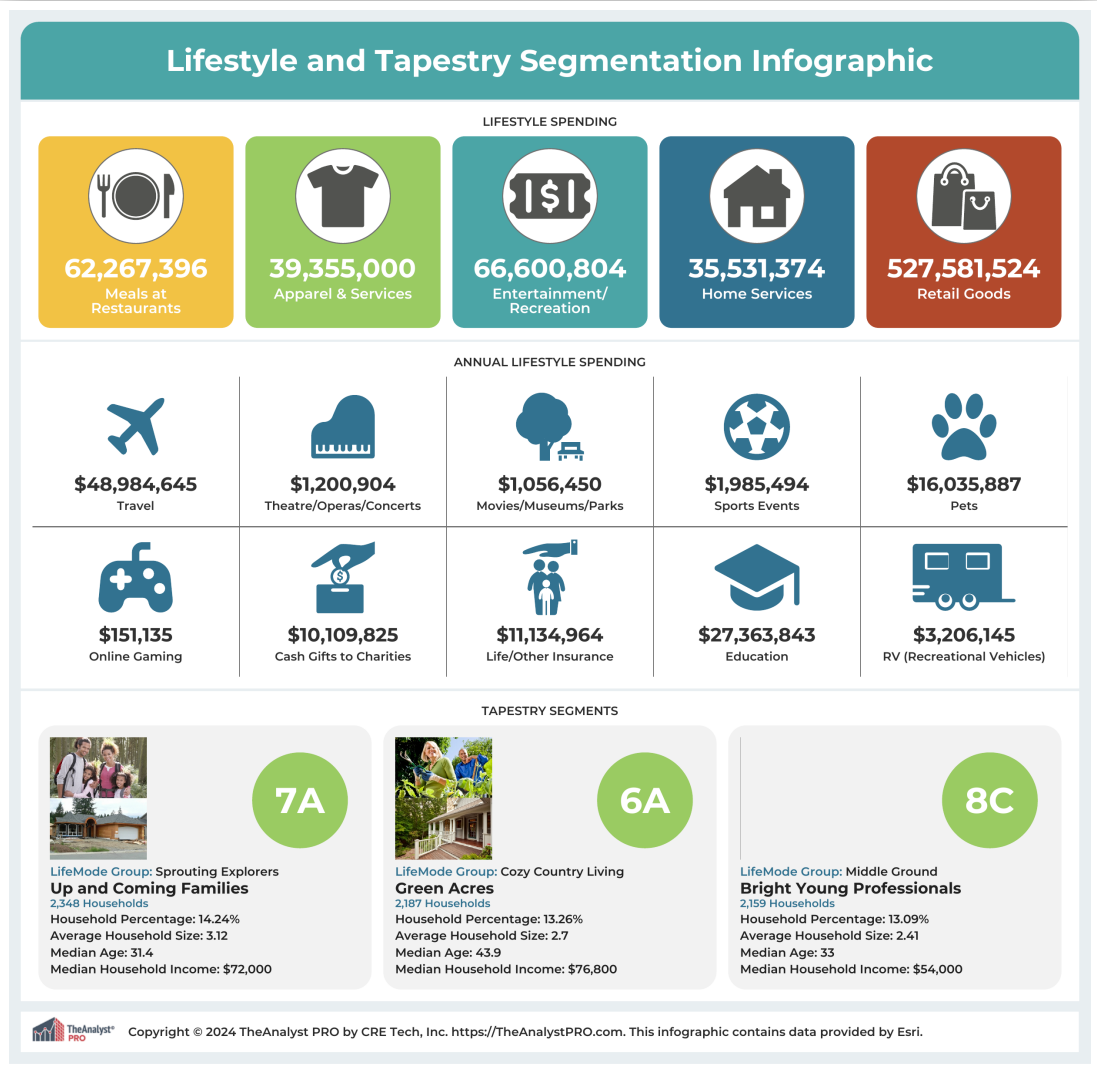 Lifestyle and Tapestry Segmentation Infographic
LIFESTYLE SPENDING
62,267,396
Meals at
Restaurants
39,355,000
Apparel & Services
66,600,804
Entertainment/
Recreation
35,531,374
Home Services
527,581,524
Retail Goods
ANNUAL LIFESTYLE SPENDING
$48,984,645
Travel
$1,200,904
Theatre/Operas/Concerts
$1,056,450
Movies/Museums/Parks
$1,985,494
Sports Events
$16,035,887
Pets
$151,135
Online Gaming
$10,109,825
Cash Gifts to Charities
$11,134,964
Life/Other Insurance
$27,363,843
Education
$3,206,145
RV (Recreational Vehicles)
TAPESTRY SEGMENTS
7A
LifeMode Group: Sprouting Explorers
Up and Coming Families
2,348 Households
Household Percentage: 14.24%
Average Household Size: 3.12
Median Age: 31.4
Median Household Income: $72,000
6A
LifeMode Group: Cozy Country Living
Green Acres
2,187 Households
Household Percentage: 13.26%
Average Household Size: 2.7
Median Age: 43.9
Median Household Income: $76,800
8C
LifeMode Group: Middle Ground
Bright Young Professionals
2,159 Households
Household Percentage: 13.09%
Average Household Size: 2.41
Median Age: 33
Median Household Income: $54,000
TheAnalyst®
PRO
Copyright © 2024 TheAnalyst PRO by CRE Tech, Inc. https://TheAnalystPRO.com. This infographic contains data provided by Esri.